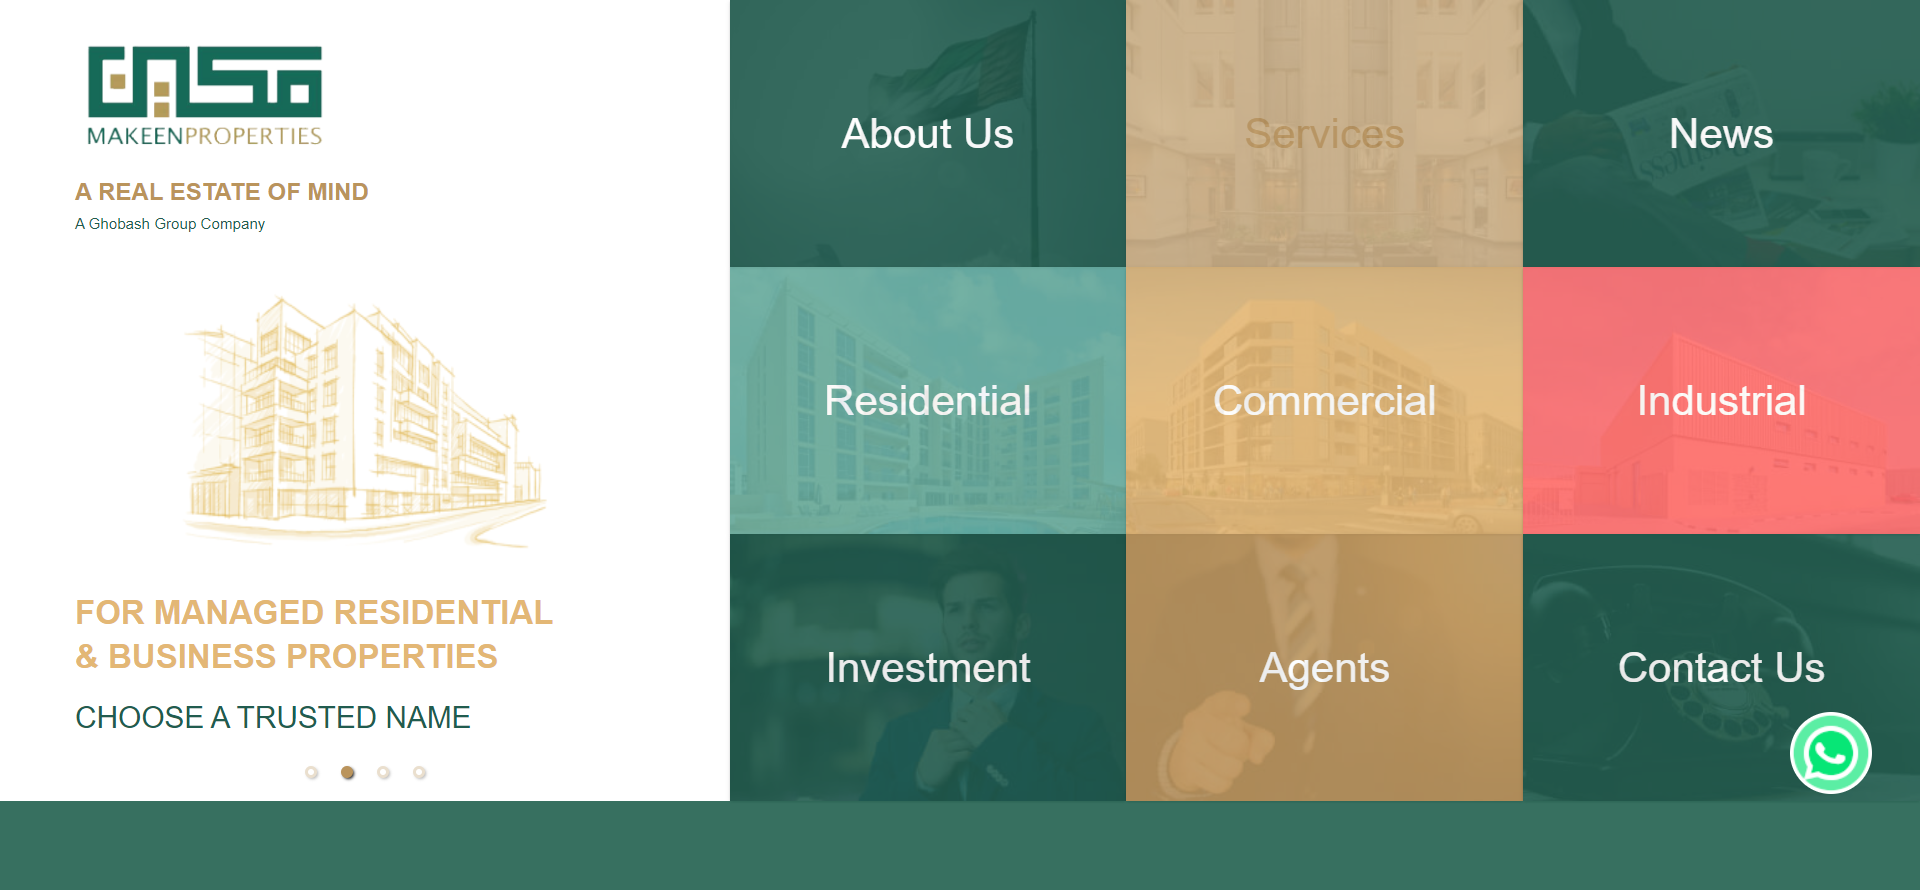 مكين
MAKEENPROPERTIES
A REAL ESTATE OF MIND
A Ghobash Group Company
FOR MANAGED RESIDENTIAL
& BUSINESS PROPERTIES
CHOOSE A TRUSTED NAME
About Us
Services
News
Residential
Commercial
Industrial
Investment
Agents
Contact Us